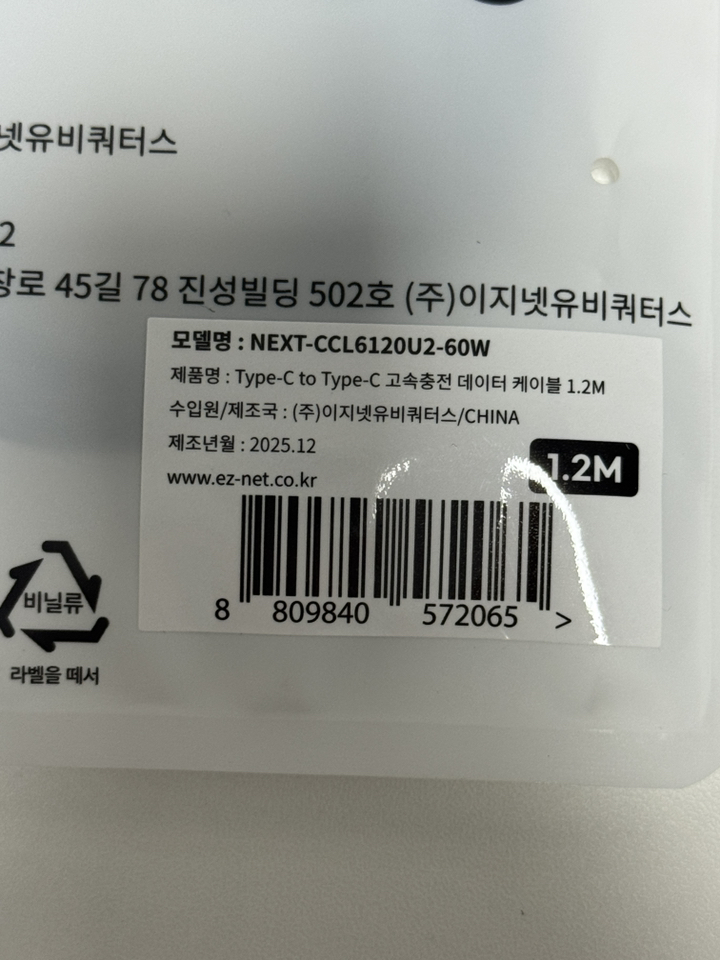 넷유비쿼터스
2
창로 45길 78 진성빌딩 502호 (주)이지넷유비쿼터스
모델명 : NEXT-CCL6120U2-60W
제품명 : Type-C to Type-C 고속충전 데이터 케이블 1.2M
수입원/제조국 : (주)이지넷유비쿼터스/CHINA
제조년월 : 2025.12
www.ez-net.co.kr
1.2M
8 809840 572065 >
비닐류
라벨을 떼서